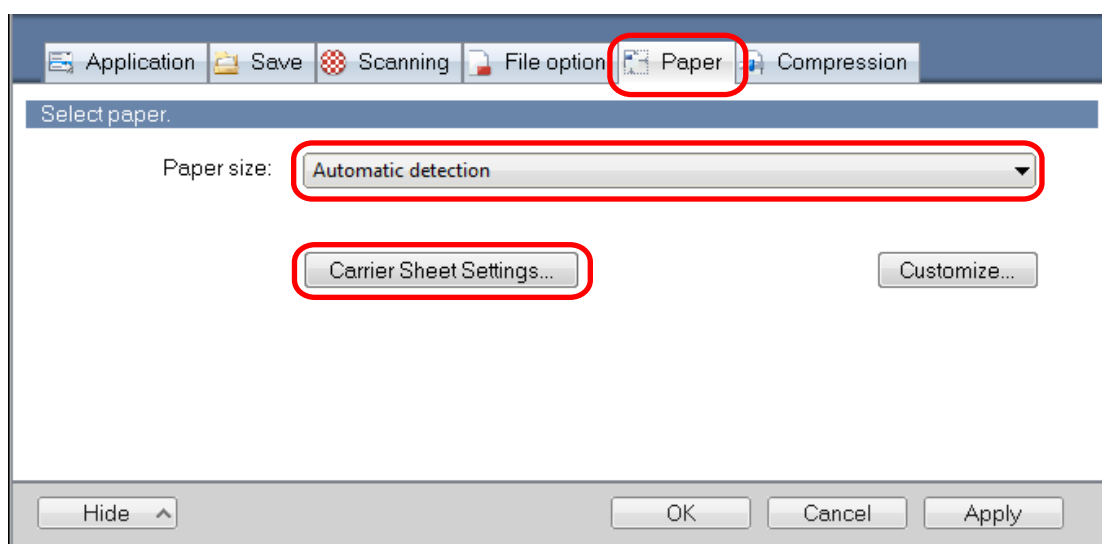 Application Save Scanning File option Paper Compression
Select paper.
Paper size: Automatic detection
Carrier Sheet Settings... Customize...
Hide OK Cancel Apply